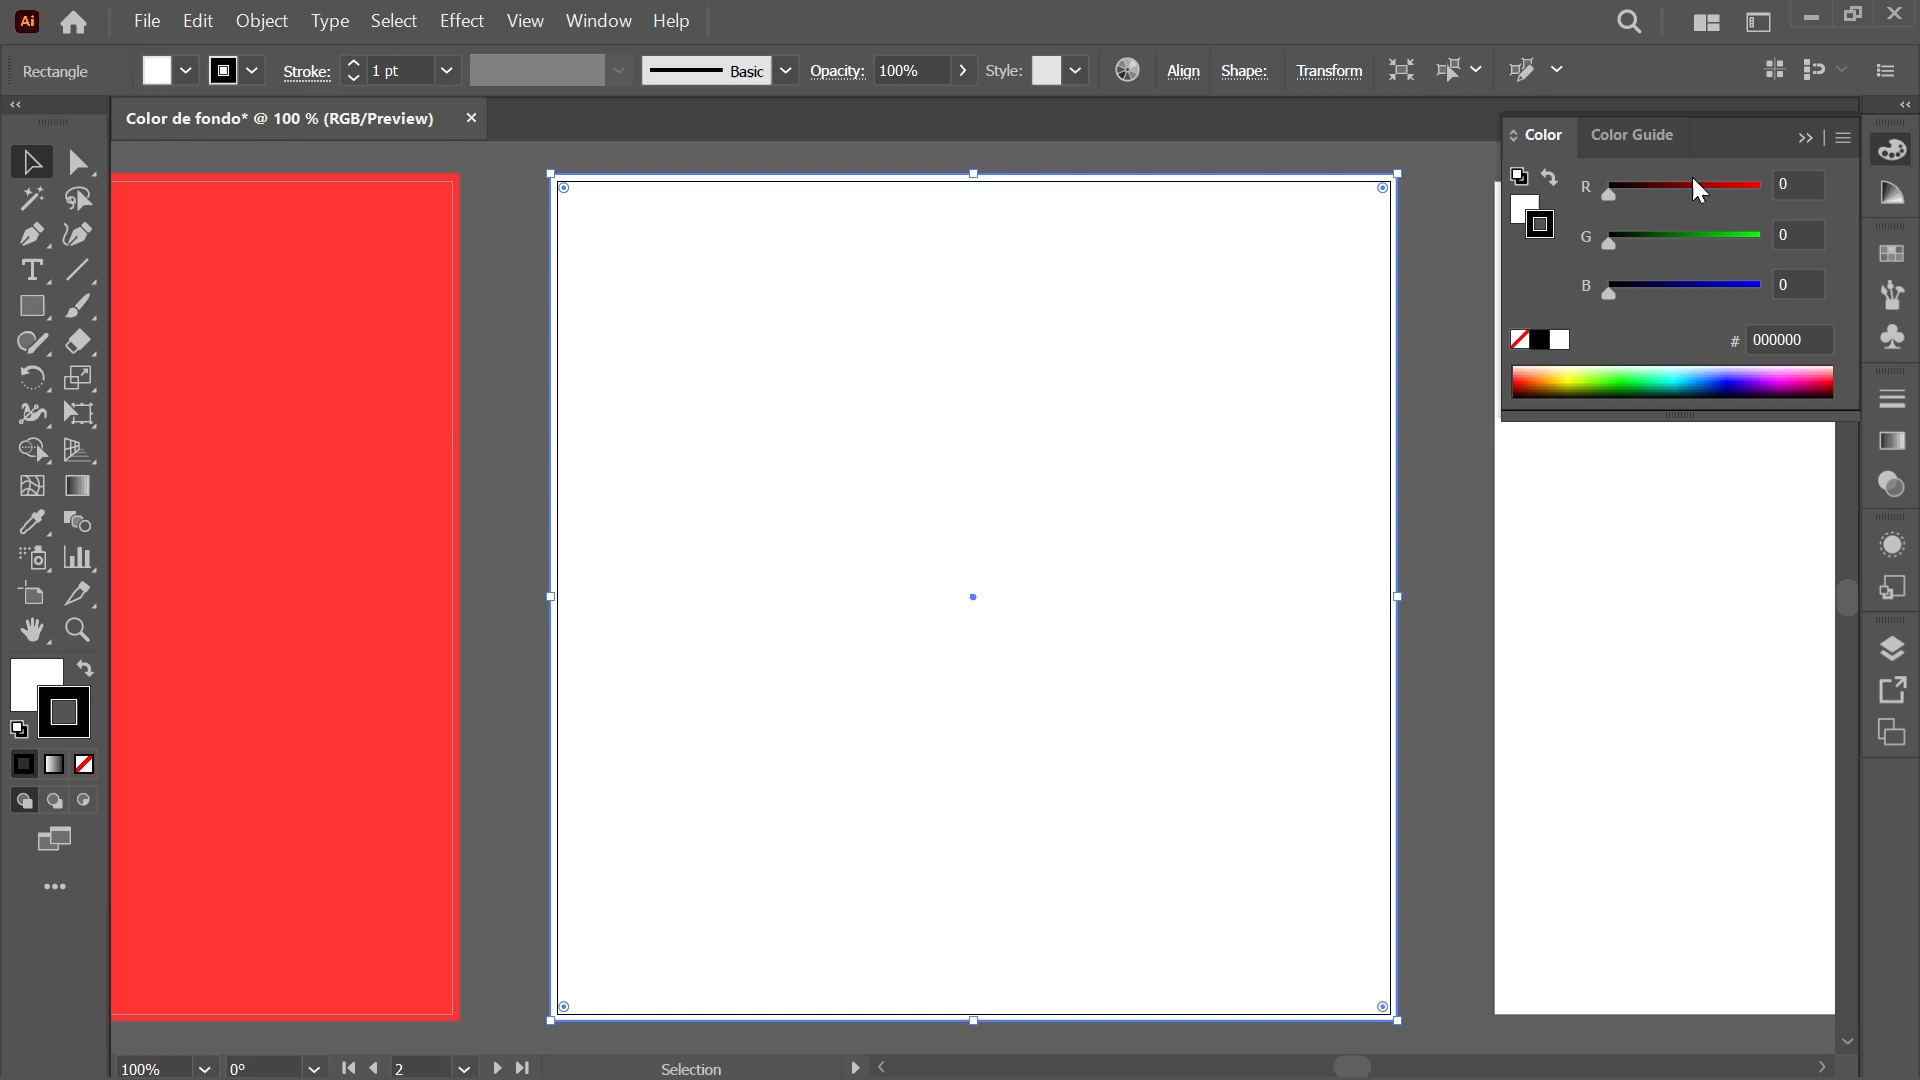 Ai File Edit Object Type Select Effect View Window Help
Rectangle Stroke: 1 pt Basic Opacity: 100% Style: Align Shape: Transform
Color de fondo* @ 100 % (RGB/Preview)
Color Color Guide
R 0
G 0
B 0
# 000000
100% 0° 2 Selection